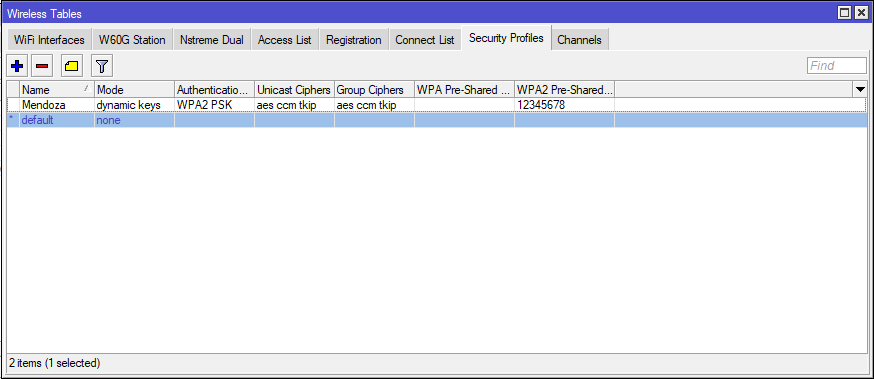 Wireless Tables
WiFi Interfaces W60G Station Nstreme Dual Access List Registration Connect List Security Profiles Channels
Find
Name Mode Authenticatio... Unicast Ciphers Group Ciphers WPA Pre-Shared ... WPA2 Pre-Shared...
Mendoza dynamic keys WPA2 PSK aes ccm tkip aes ccm tkip 12345678
* default none
2 items (1 selected)